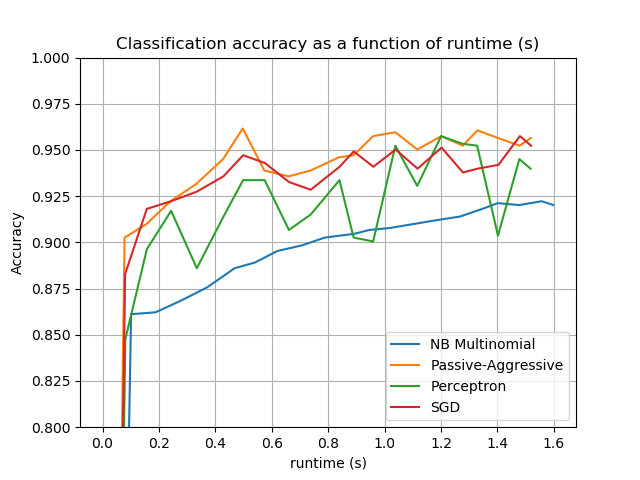 Classification accuracy as a function of runtime (s)
1.000
0.975
0.950
0.925
0.900
0.875
0.850
0.825
0.800
Accuracy
NB Multinomial
Passive-Aggressive
Perceptron
SGD
0.0 0.2 0.4 0.6 0.8 1.0 1.2 1.4 1.6
runtime (s)